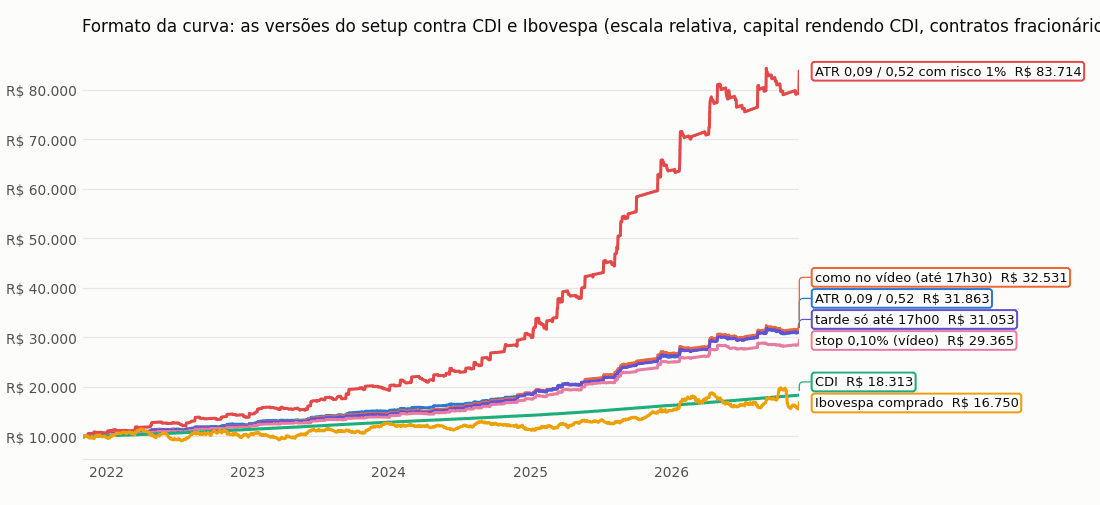 Formato da curva: as versões do setup contra CDI e Ibovespa (escala relativa, capital rendendo CDI, contratos fracionário
R$ 80.000
R$ 70.000
R$ 60.000
R$ 50.000
R$ 40.000
R$ 30.000
R$ 20.000
R$ 10.000
ATR 0,09 / 0,52 com risco 1% R$ 83.714
como no vídeo (até 17h30) R$ 32.531
ATR 0,09 / 0,52 R$ 31.863
tarde só até 17h00 R$ 31.053
stop 0,10% (vídeo) R$ 29.365
CDI R$ 18.313
Ibovespa comprado R$ 16.750
2022 2023 2024 2025 2026